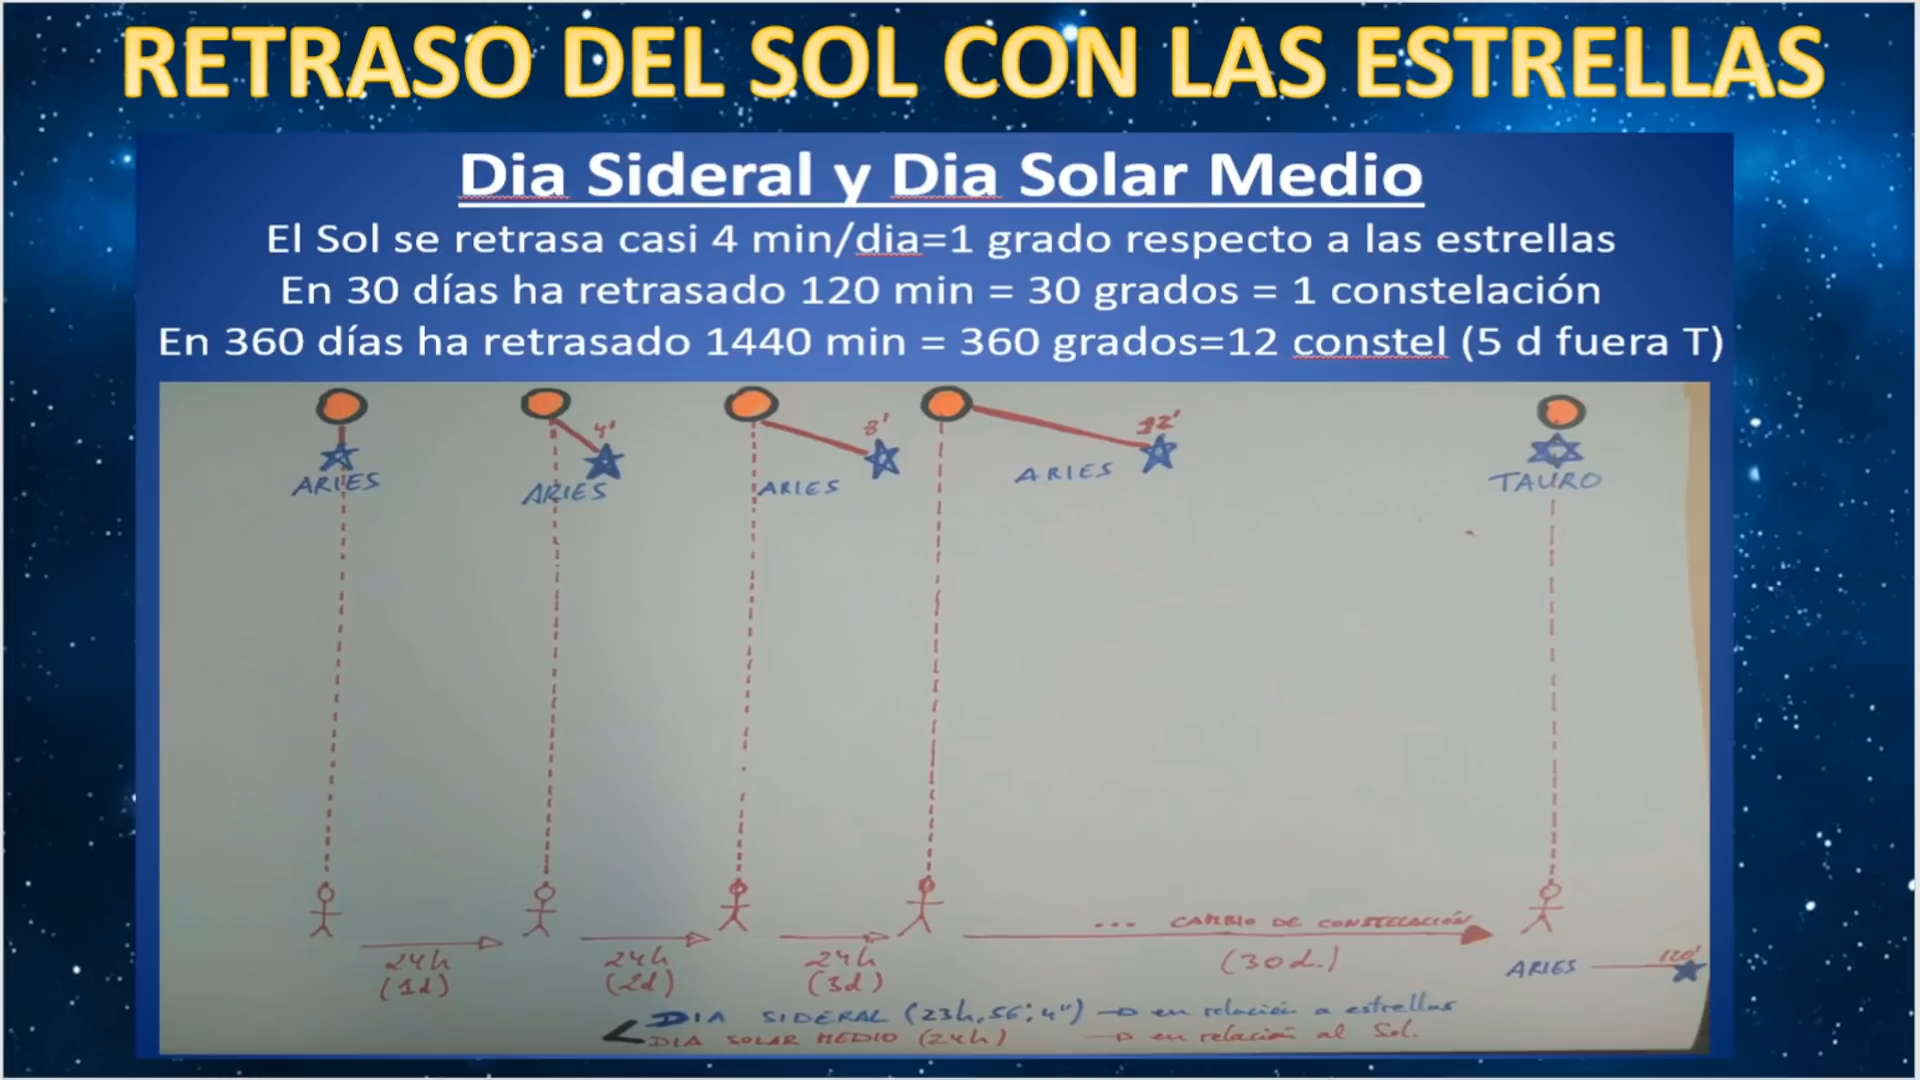 RETRASO DEL SOL CON LAS ESTRELLAS
Dia Sideral y Dia Solar Medio
El Sol se retrasa casi 4 min/dia=1 grado respecto a las estrellas
En 30 días ha retrasado 120 min = 30 grados = 1 constelación
En 360 días ha retrasado 1440 min = 360 grados=12 constel (5 d fuera T)
4' 8' 12'
ARIES ARIES ARIES ARIES TAURO
... CAMBIO DE CONSTELACIÓN
24h 24h 24h (30d.) ARIES 120'
(1d) (2d) (3d)
DIA SIDERAL (23h,56',4") → en relación a estrellas
DIA SOLAR MEDIO (24h) → en relación al Sol.